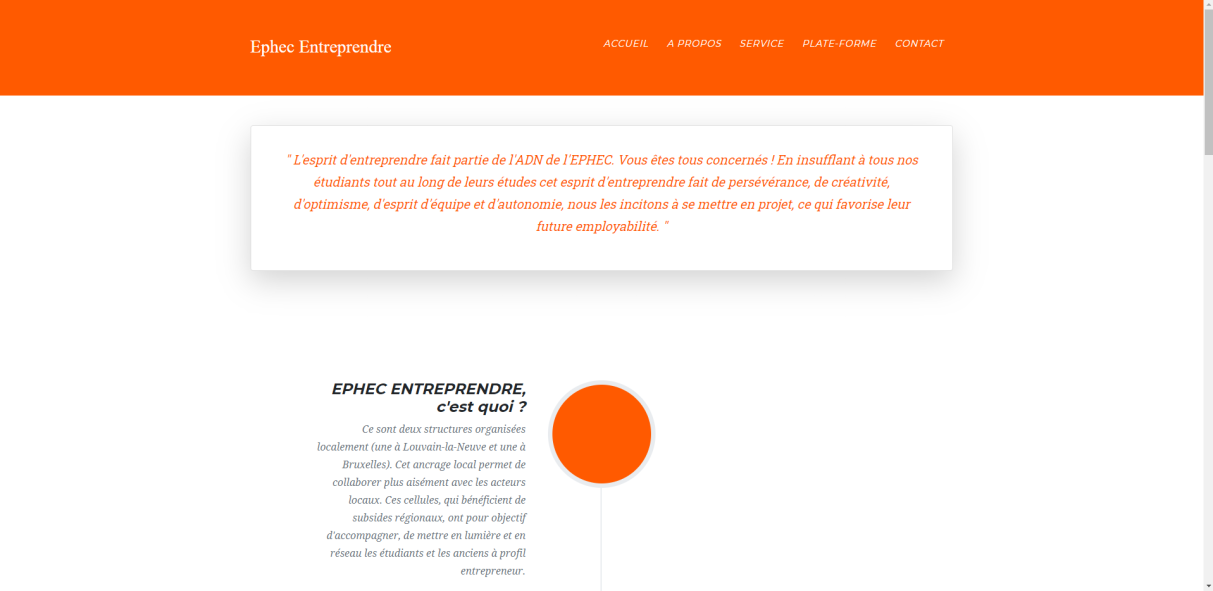 Ephec Entreprendre
ACCUEIL A PROPOS SERVICE PLATE-FORME CONTACT
" L'esprit d'entreprendre fait partie de l'ADN de l'EPHEC. Vous êtes tous concernés ! En insufflant à tous nos
étudiants tout au long de leurs études cet esprit d'entreprendre fait de persévérance, de créativité,
d'optimisme, d'esprit d'équipe et d'autonomie, nous les incitons à se mettre en projet, ce qui favorise leur
future employabilité. "
EPHEC ENTREPRENDRE,
c'est quoi ?
Ce sont deux structures organisées
localement (une à Louvain-la-Neuve et une à
Bruxelles). Cet ancrage local permet de
collaborer plus aisément avec les acteurs
locaux. Ces cellules, qui bénéficient de
subsides régionaux, ont pour objectif
d'accompagner, de mettre en lumière et en
réseau les étudiants et les anciens à profil
entrepreneur.